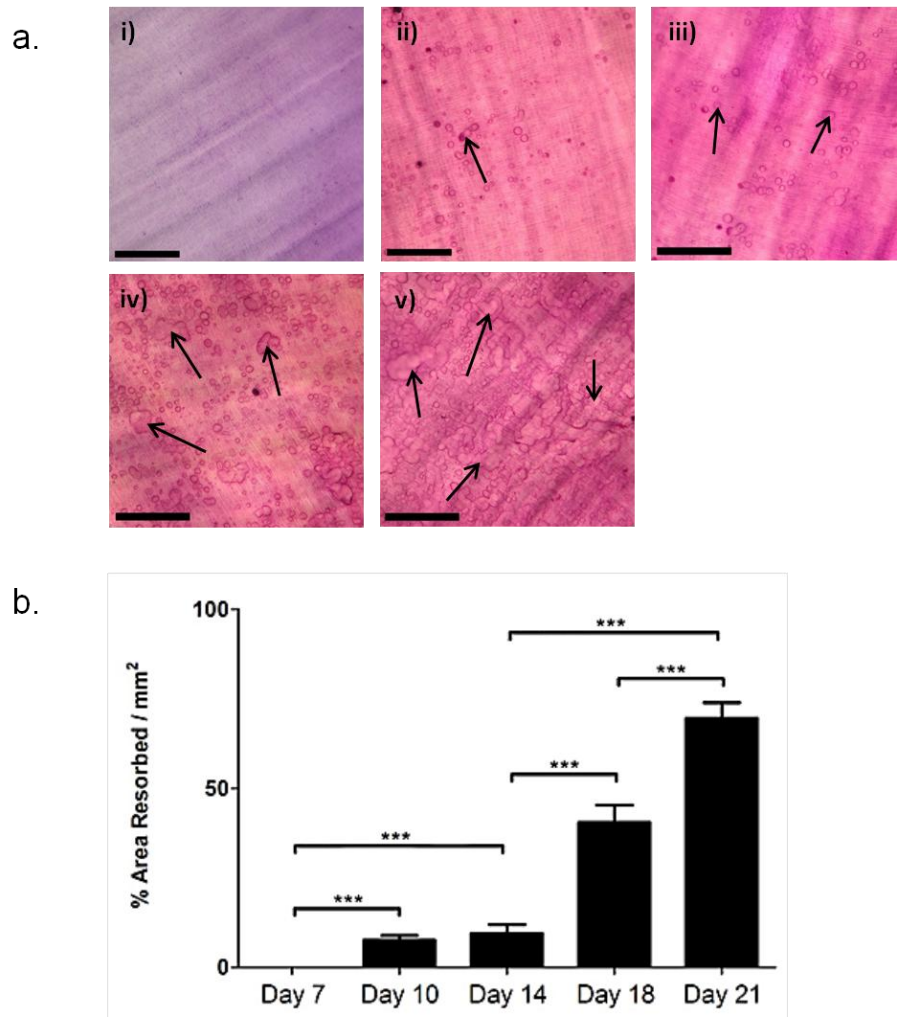 a.
i)
ii)
iii)
iv)
v)
b.
% Area Resorbed / mm²
100
50
0
***
***
***
***
***
Day 7 Day 10 Day 14 Day 18 Day 21